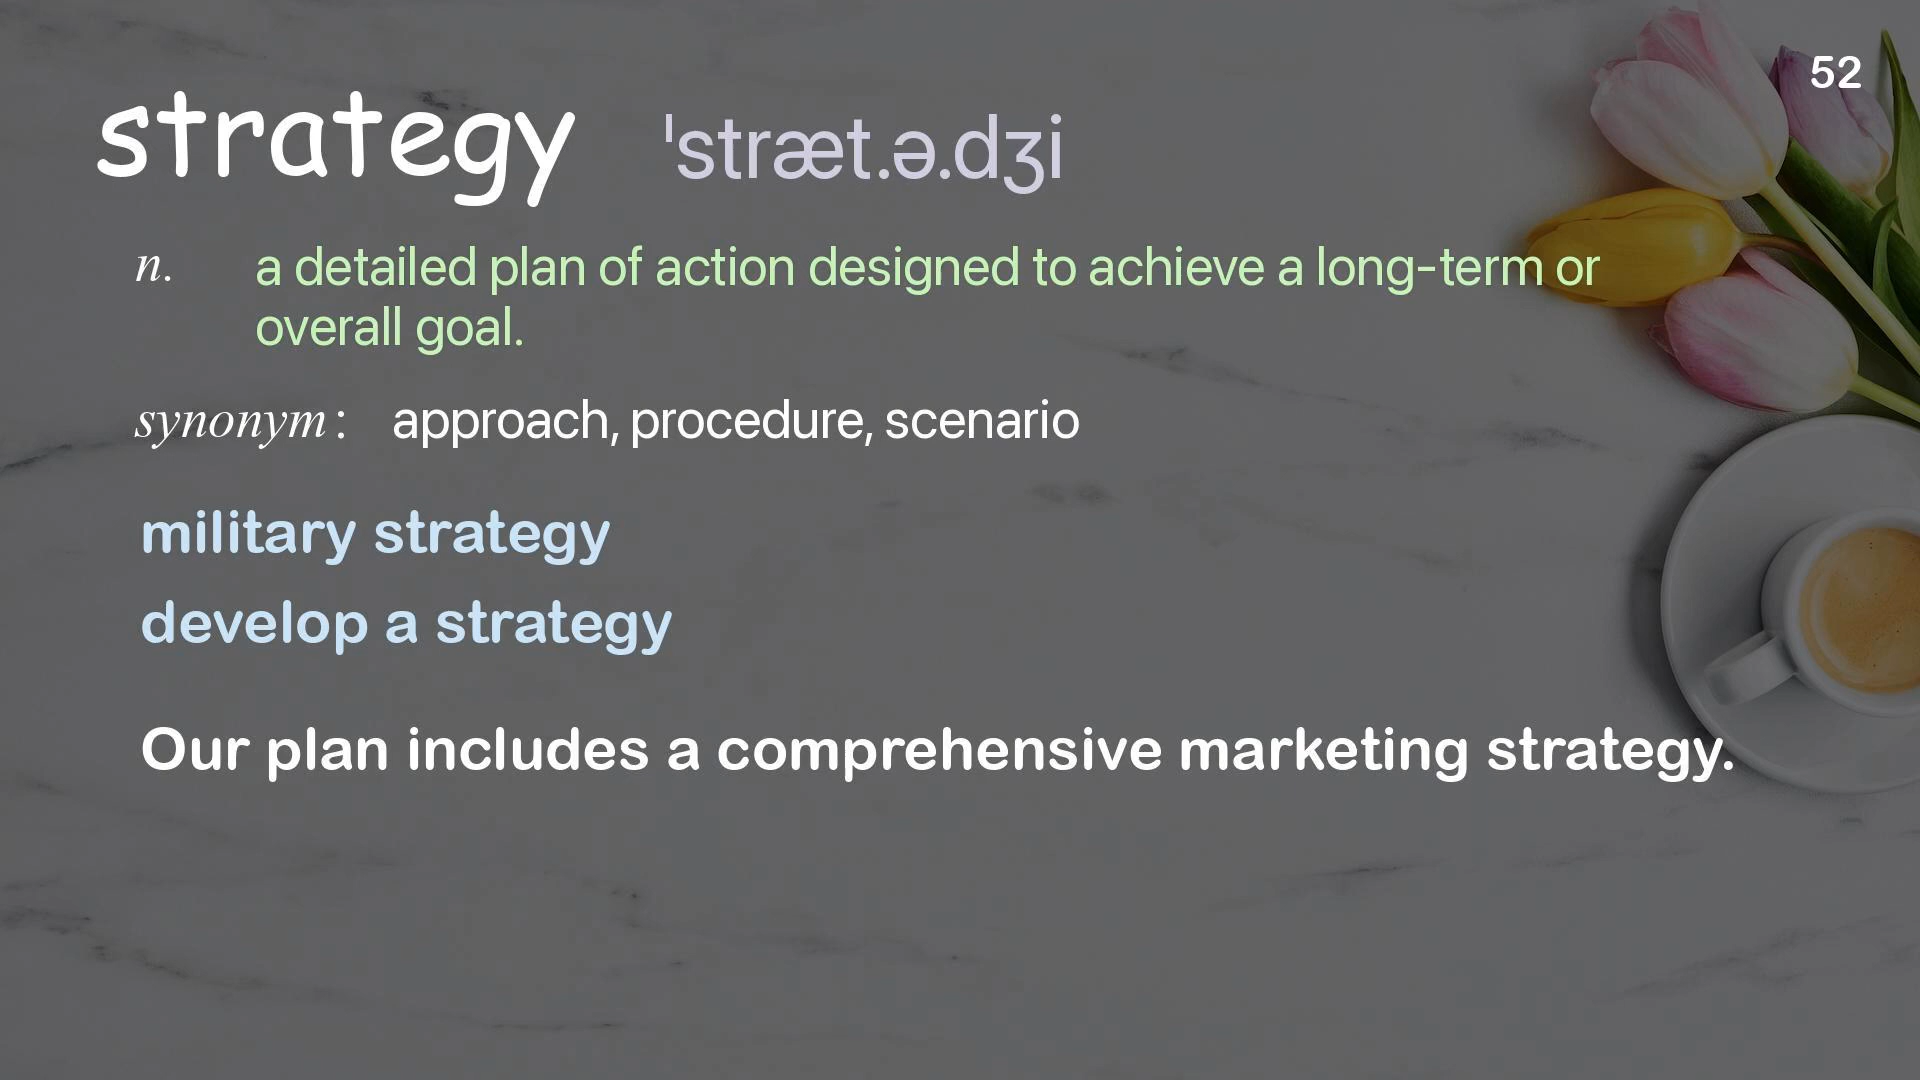 52
strategy ˈstræt.ə.dʒi
n. a detailed plan of action designed to achieve a long-term or
overall goal.
synonym: approach, procedure, scenario
military strategy
develop a strategy
Our plan includes a comprehensive marketing strategy.